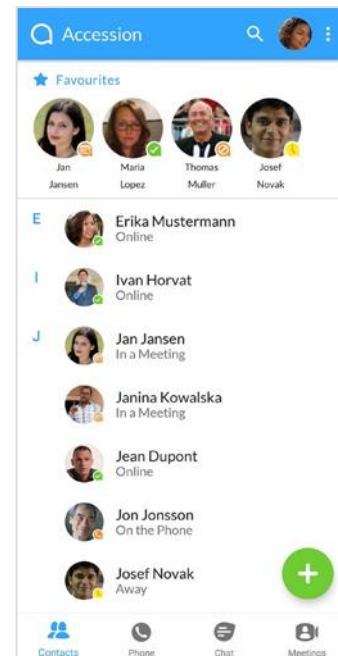 Accession
Favourites
Jan Jansen
Maria Lopez
Thomas Muller
Josef Novak
E
Erika Mustermann
Online
I
Ivan Horvat
Online
J
Jan Jansen
In a Meeting
Janina Kowalska
In a Meeting
Jean Dupont
Online
Jon Jonsson
On the Phone
Josef Novak
Away
Contacts
Phone
Chat
Meetings